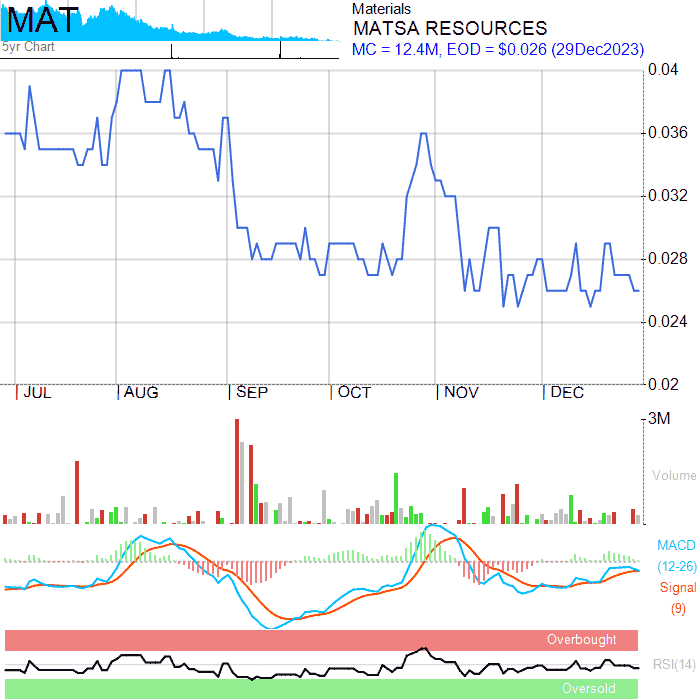 MAT
5yr Chart
Materials
MATSA RESOURCES
MC = 12.4M, EOD = $0.026 (29Dec2023)
0.04
0.036
0.032
0.028
0.024
0.02
JUL AUG SEP OCT NOV DEC
3M
Volume
MACD
(12-26)
Signal
(9)
Overbought
RSI(14)
Oversold